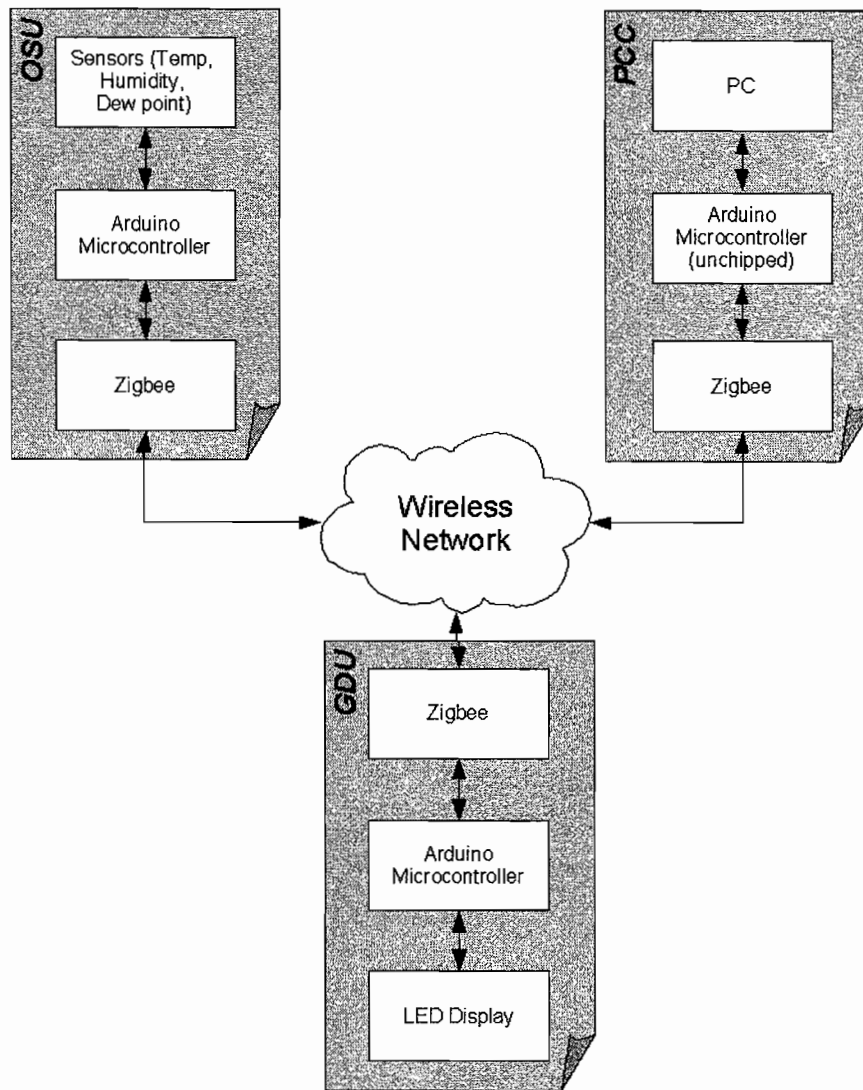 OSU
Sensors (Temp,
Humidity,
Dew point)
Arduino
Microcontroller
Zigbee
PCC
PC
Arduino
Microcontroller
(unchipped)
Zigbee
Wireless
Network
GDU
Zigbee
Arduino
Microcontroller
LED Display